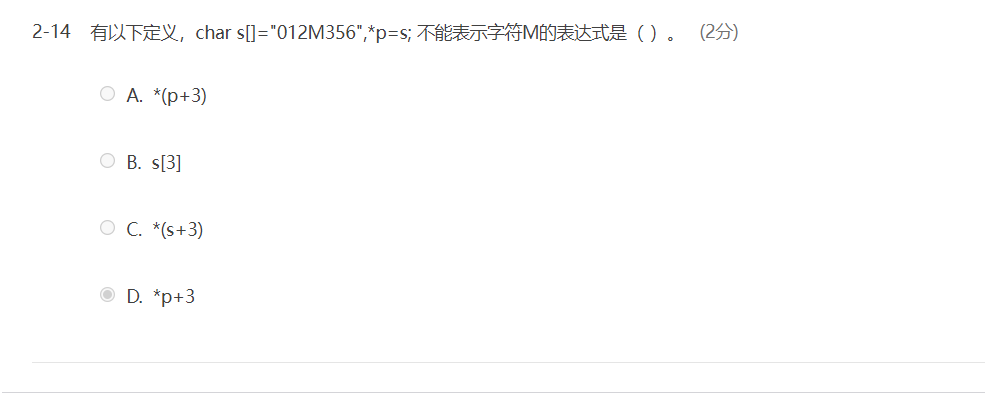 2-14 有以下定义，char s[]="012M356",*p=s; 不能表示字符M的表达式是（ ）。 (2分)
A. *(p+3)
B. s[3]
C. *(s+3)
D. *p+3